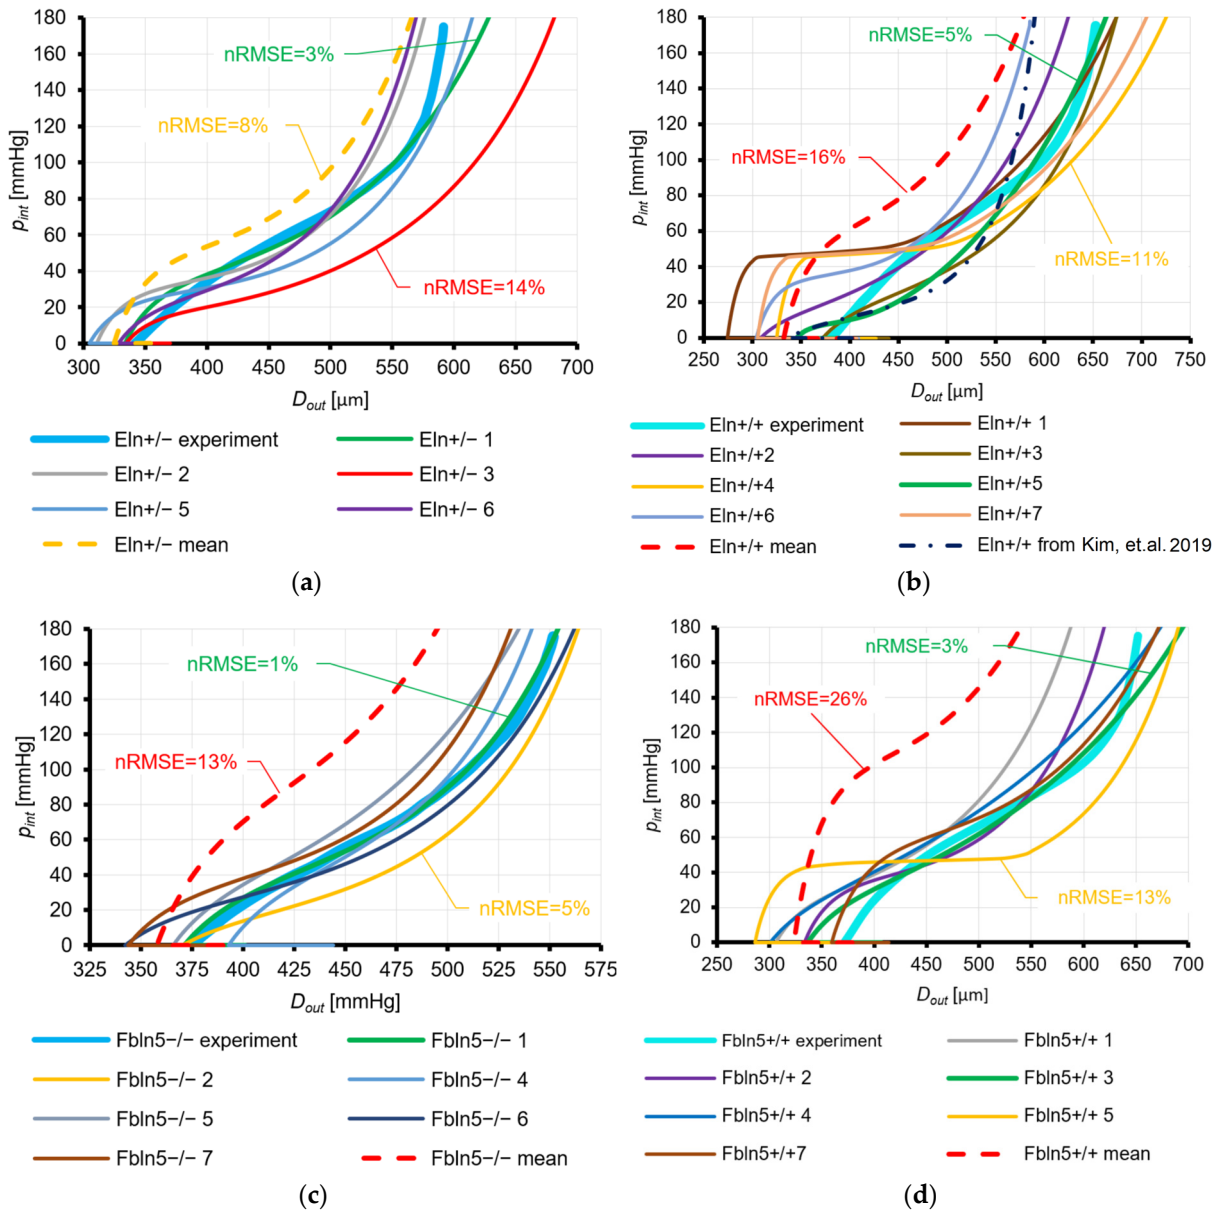 180
160
140
120
100
80
60
40
20
0
p_int [mmHg]
nRMSE=3%
nRMSE=8%
nRMSE=14%
300 350 400 450 500 550 600 650 700
D_out [µm]
Eln+/− experiment
Eln+/− 1
Eln+/− 2
Eln+/− 3
Eln+/− 5
Eln+/− 6
Eln+/− mean
(a)
180
160
140
120
100
80
60
40
20
0
p_int [mmHg]
nRMSE=5%
nRMSE=16%
nRMSE=11%
250 300 350 400 450 500 550 600 650 700 750
D_out [µm]
Eln+/+ experiment
Eln+/+ 1
Eln+/+2
Eln+/+3
Eln+/+4
Eln+/+5
Eln+/+6
Eln+/+7
Eln+/+ mean
Eln+/+ from Kim, et.al. 2019
(b)
180
160
140
120
100
80
60
40
20
0
p_int [mmHg]
nRMSE=1%
nRMSE=13%
nRMSE=5%
325 350 375 400 425 450 475 500 525 550 575
D_out [mmHg]
Fbln5−/− experiment
Fbln5−/− 1
Fbln5−/− 2
Fbln5−/− 4
Fbln5−/− 5
Fbln5−/− 6
Fbln5−/− 7
Fbln5−/− mean
(c)
180
160
140
120
100
80
60
40
20
0
p_int [mmHg]
nRMSE=3%
nRMSE=26%
nRMSE=13%
250 300 350 400 450 500 550 600 650 700
D_out [µm]
Fbln5+/+ experiment
Fbln5+/+ 1
Fbln5+/+ 2
Fbln5+/+ 3
Fbln5+/+ 4
Fbln5+/+ 5
Fbln5+/+7
Fbln5+/+ mean
(d)